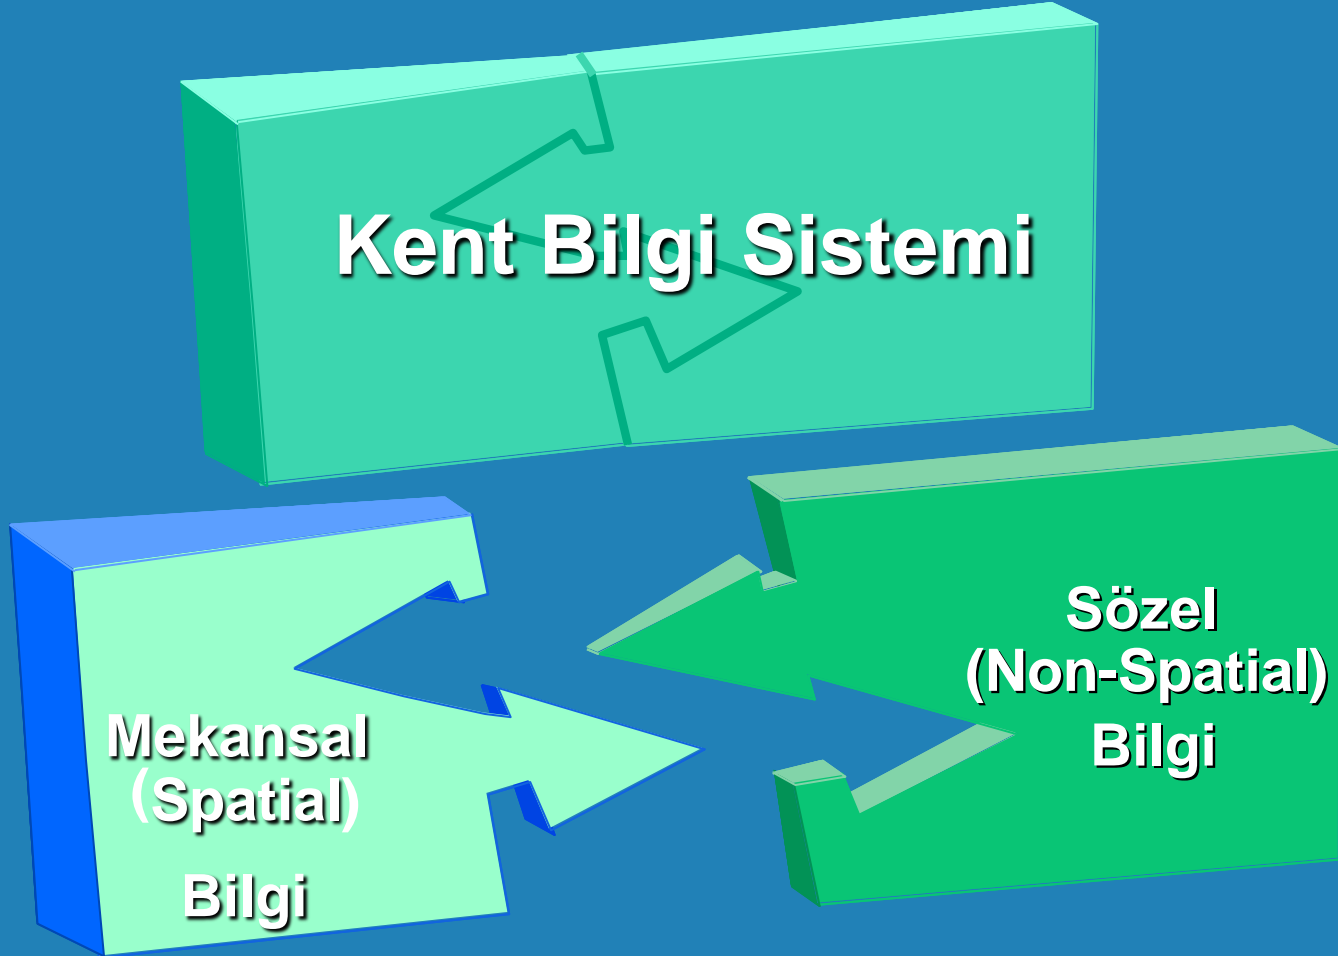 Kent Bilgi Sistemi
Mekansal
(Spatial)
Bilgi
Sözel
(Non-Spatial)
Bilgi